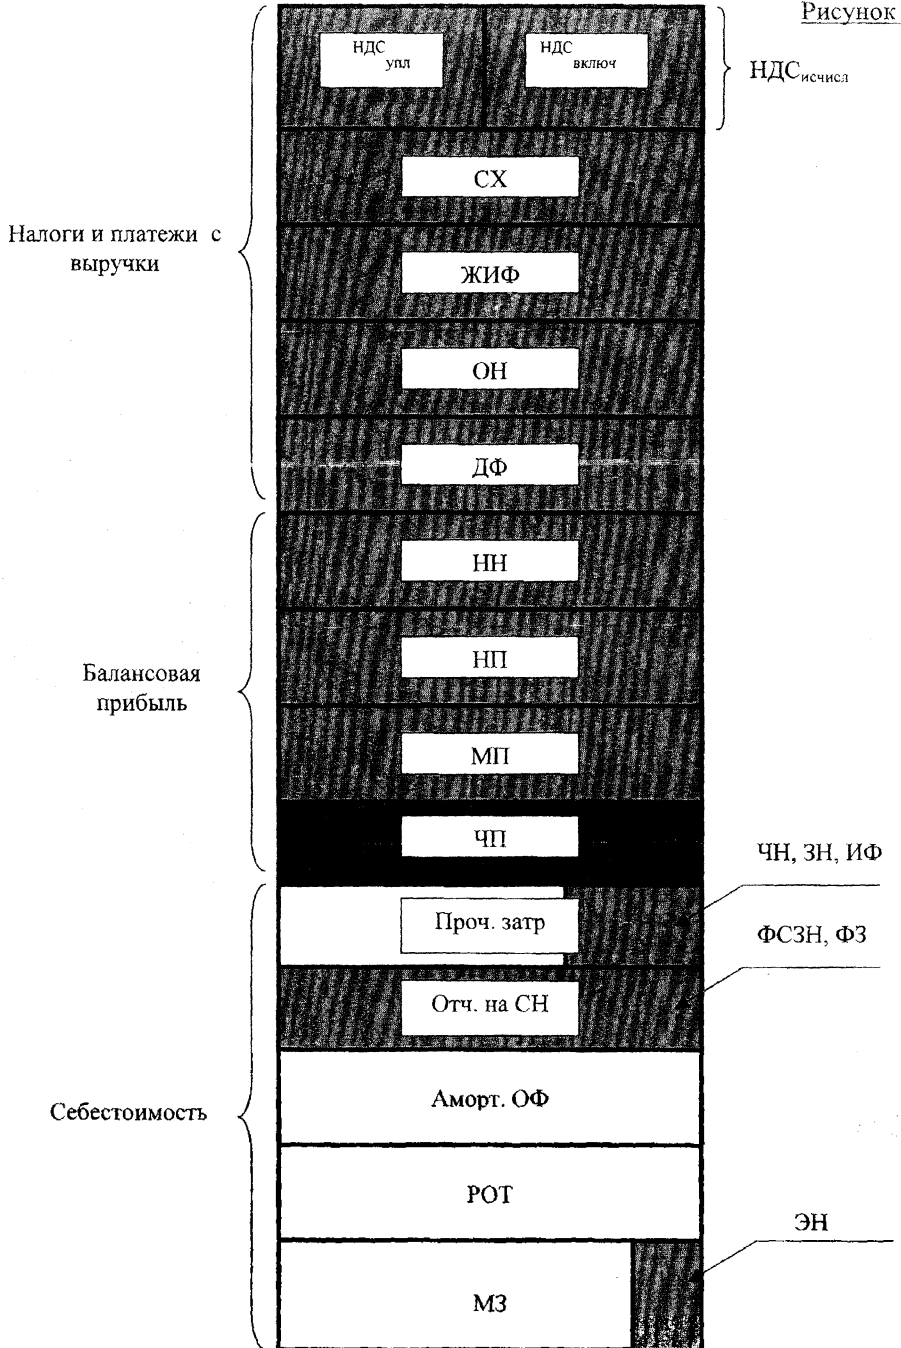 Рисунок
НДС упл
НДС включ
НДСисчисл
СХ
Налоги и платежи с
выручки
ЖИФ
ОН
ДФ
НН
Балансовая
прибыль
НП
МП
ЧП
ЧН, ЗН, ИФ
Проч. затр
ФСЗН, ФЗ
Отч. на СН
Аморт. ОФ
Себестоимость
РОТ
ЭН
МЗ